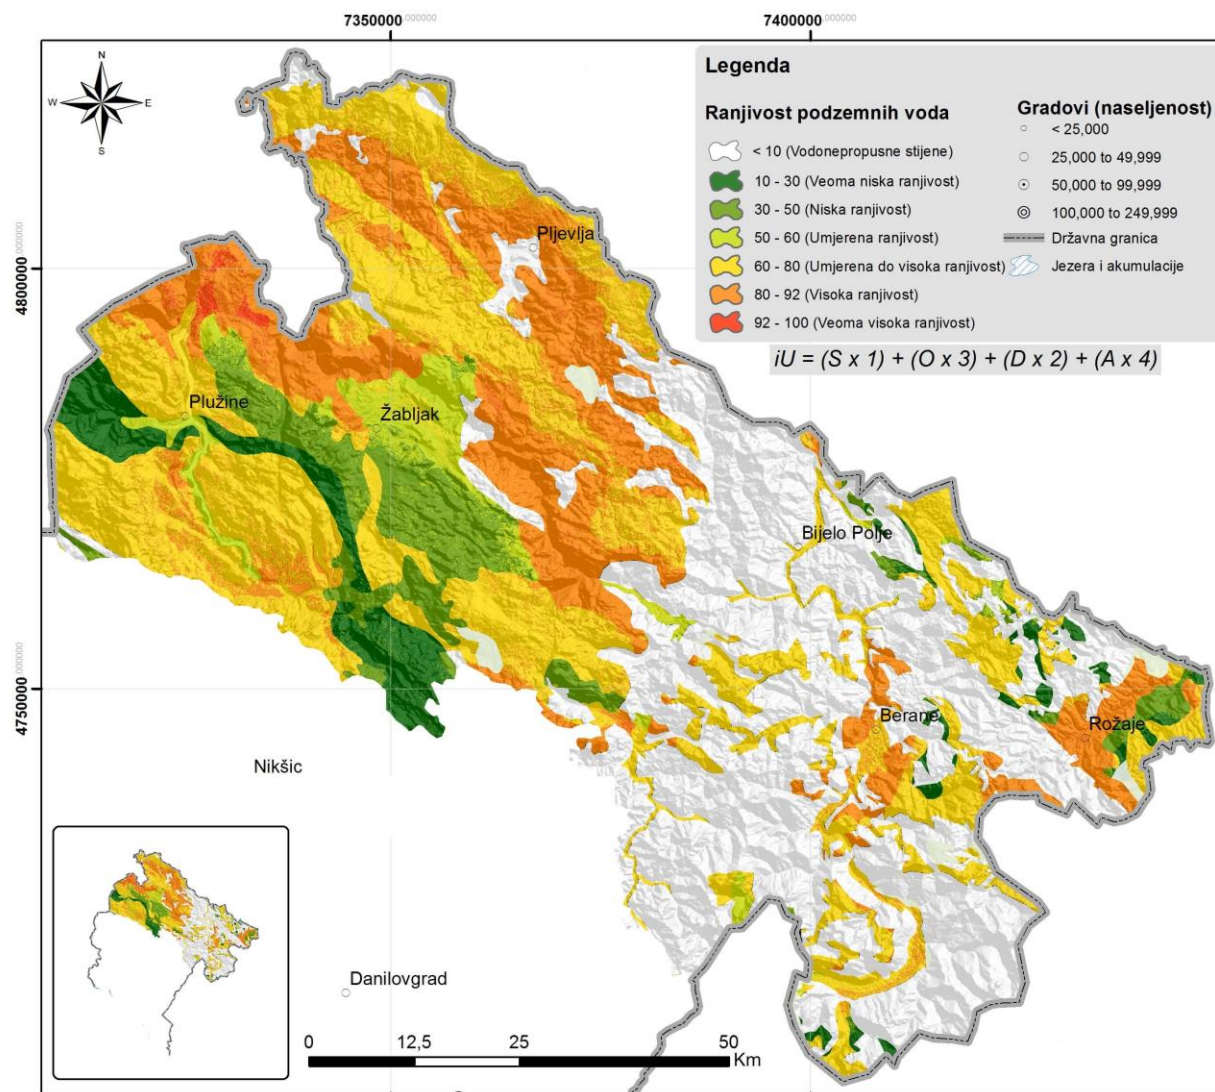 7350000.000000
7400000.000000
N
W
E
S
4800000.000000
4750000.000000
Legenda
Ranjivost podzemnih voda
< 10 (Vodonepropusne stijene)
10 - 30 (Veoma niska ranjivost)
30 - 50 (Niska ranjivost)
50 - 60 (Umjerena ranjivost)
60 - 80 (Umjerena do visoka ranjivost)
80 - 92 (Visoka ranjivost)
92 - 100 (Veoma visoka ranjivost)
Gradovi (naseljenost)
< 25,000
25,000 to 49,999
50,000 to 99,999
100,000 to 249,999
Državna granica
Jezera i akumulacije
iU = (S x 1) + (O x 3) + (D x 2) + (A x 4)
Pljevlja
Plužine
Žabljak
Bijelo Polje
Berane
Rožaje
Nikšic
Danilovgrad
0
12,5
25
50
Km